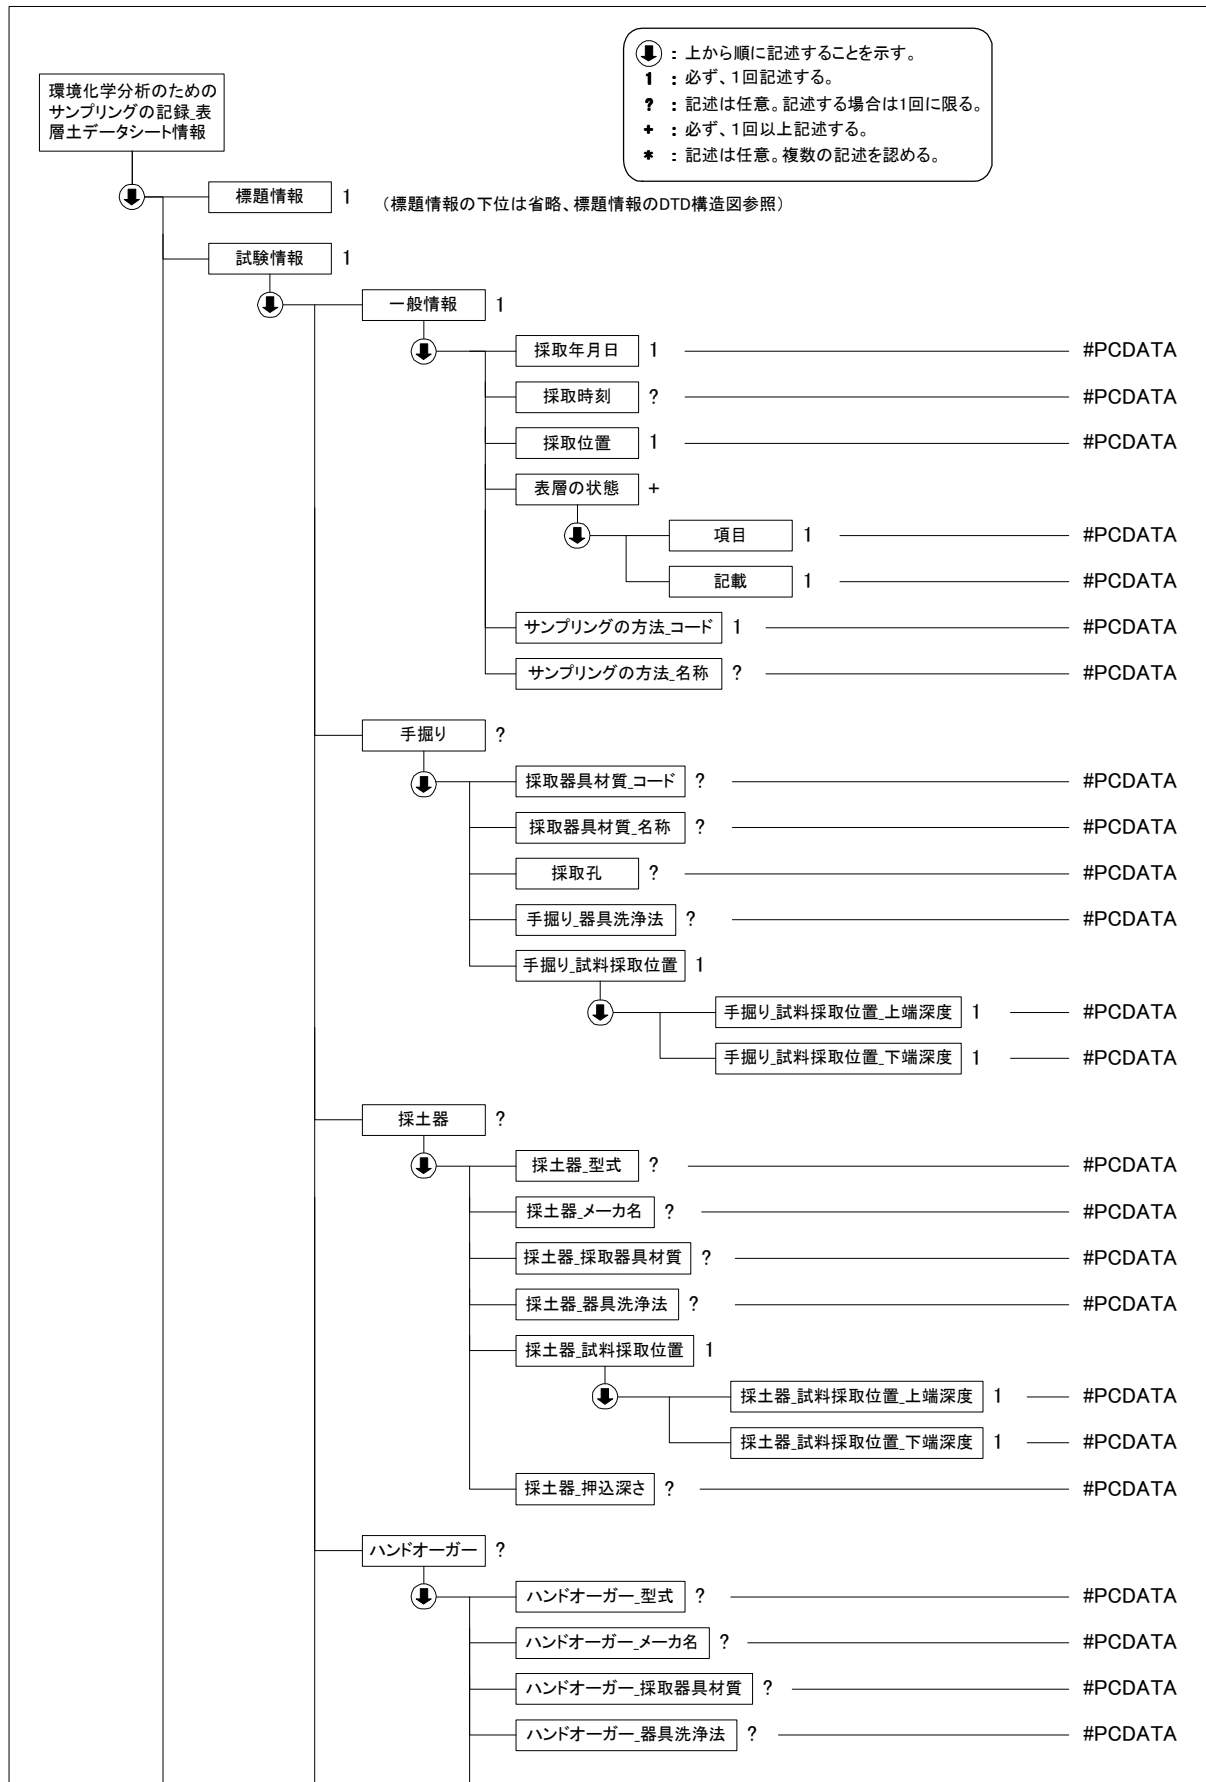 ：上から順に記述することを示す。
1 ：必ず、1回記述する。
? ：記述は任意。記述する場合は1回に限る。
+ ：必ず、1回以上記述する。
* ：記述は任意。複数の記述を認める。
環境化学分析のための
サンプリングの記録_表
層土データシート情報
標題情報 1 （標題情報の下位は省略、標題情報のDTD構造図参照）
試験情報 1
一般情報 1
採取年月日 1 #PCDATA
採取時刻 ? #PCDATA
採取位置 1 #PCDATA
表層の状態 +
項目 1 #PCDATA
記載 1 #PCDATA
サンプリングの方法_コード 1 #PCDATA
サンプリングの方法_名称 ? #PCDATA
手掘り ?
採取器具材質_コード ? #PCDATA
採取器具材質_名称 ? #PCDATA
採取孔 ? #PCDATA
手掘り_器具洗浄法 ? #PCDATA
手掘り_試料採取位置 1
手掘り_試料採取位置_上端深度 1 #PCDATA
手掘り_試料採取位置_下端深度 1 #PCDATA
採土器 ?
採土器_型式 ? #PCDATA
採土器_メーカ名 ? #PCDATA
採土器_採取器具材質 ? #PCDATA
採土器_器具洗浄法 ? #PCDATA
採土器_試料採取位置 1
採土器_試料採取位置_上端深度 1 #PCDATA
採土器_試料採取位置_下端深度 1 #PCDATA
採土器_押込深さ ? #PCDATA
ハンドオーガー ?
ハンドオーガー_型式 ? #PCDATA
ハンドオーガー_メーカ名 ? #PCDATA
ハンドオーガー_採取器具材質 ? #PCDATA
ハンドオーガー_器具洗浄法 ? #PCDATA